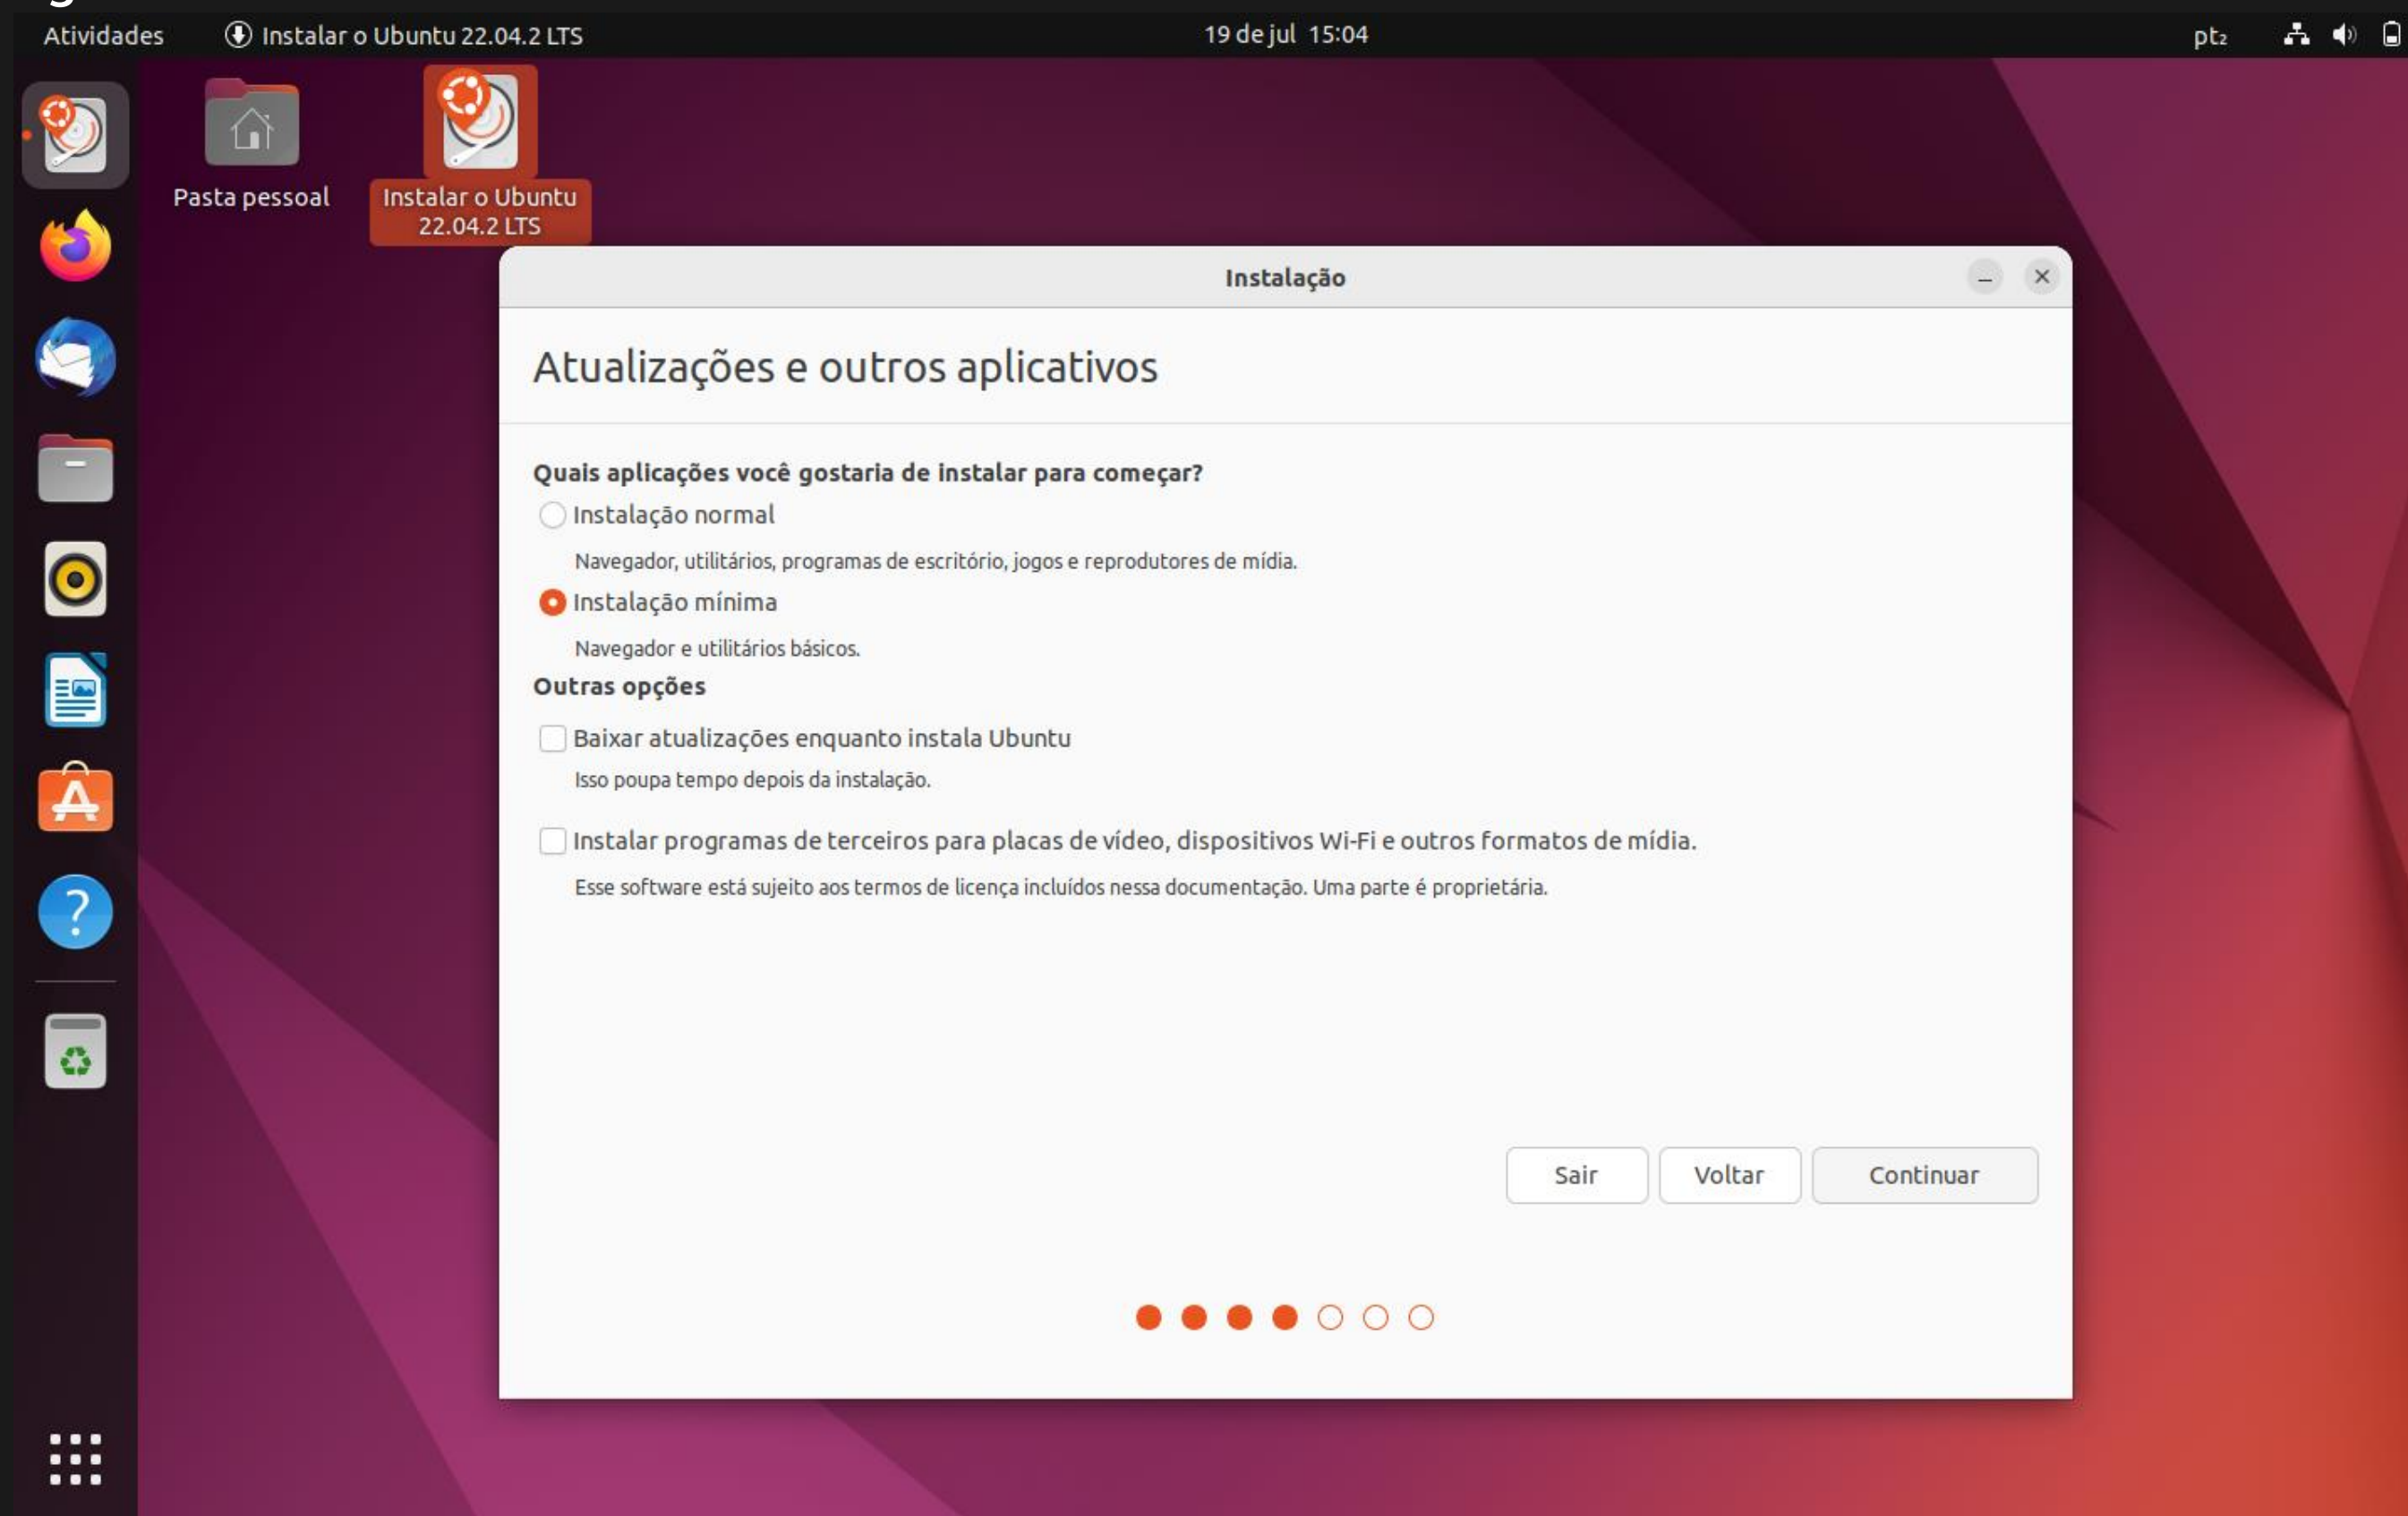 Atividades Instalar o Ubuntu 22.04.2 LTS 19 de jul 15:04 pt₂
Pasta pessoal
Instalar o Ubuntu
22.04.2 LTS
Instalação
Atualizações e outros aplicativos
Quais aplicações você gostaria de instalar para começar?
Instalação normal
Navegador, utilitários, programas de escritório, jogos e reprodutores de mídia.
Instalação mínima
Navegador e utilitários básicos.
Outras opções
Baixar atualizações enquanto instala Ubuntu
Isso poupa tempo depois da instalação.
Instalar programas de terceiros para placas de vídeo, dispositivos Wi-Fi e outros formatos de mídia.
Esse software está sujeito aos termos de licença incluídos nessa documentação. Uma parte é proprietária.
Sair Voltar Continuar